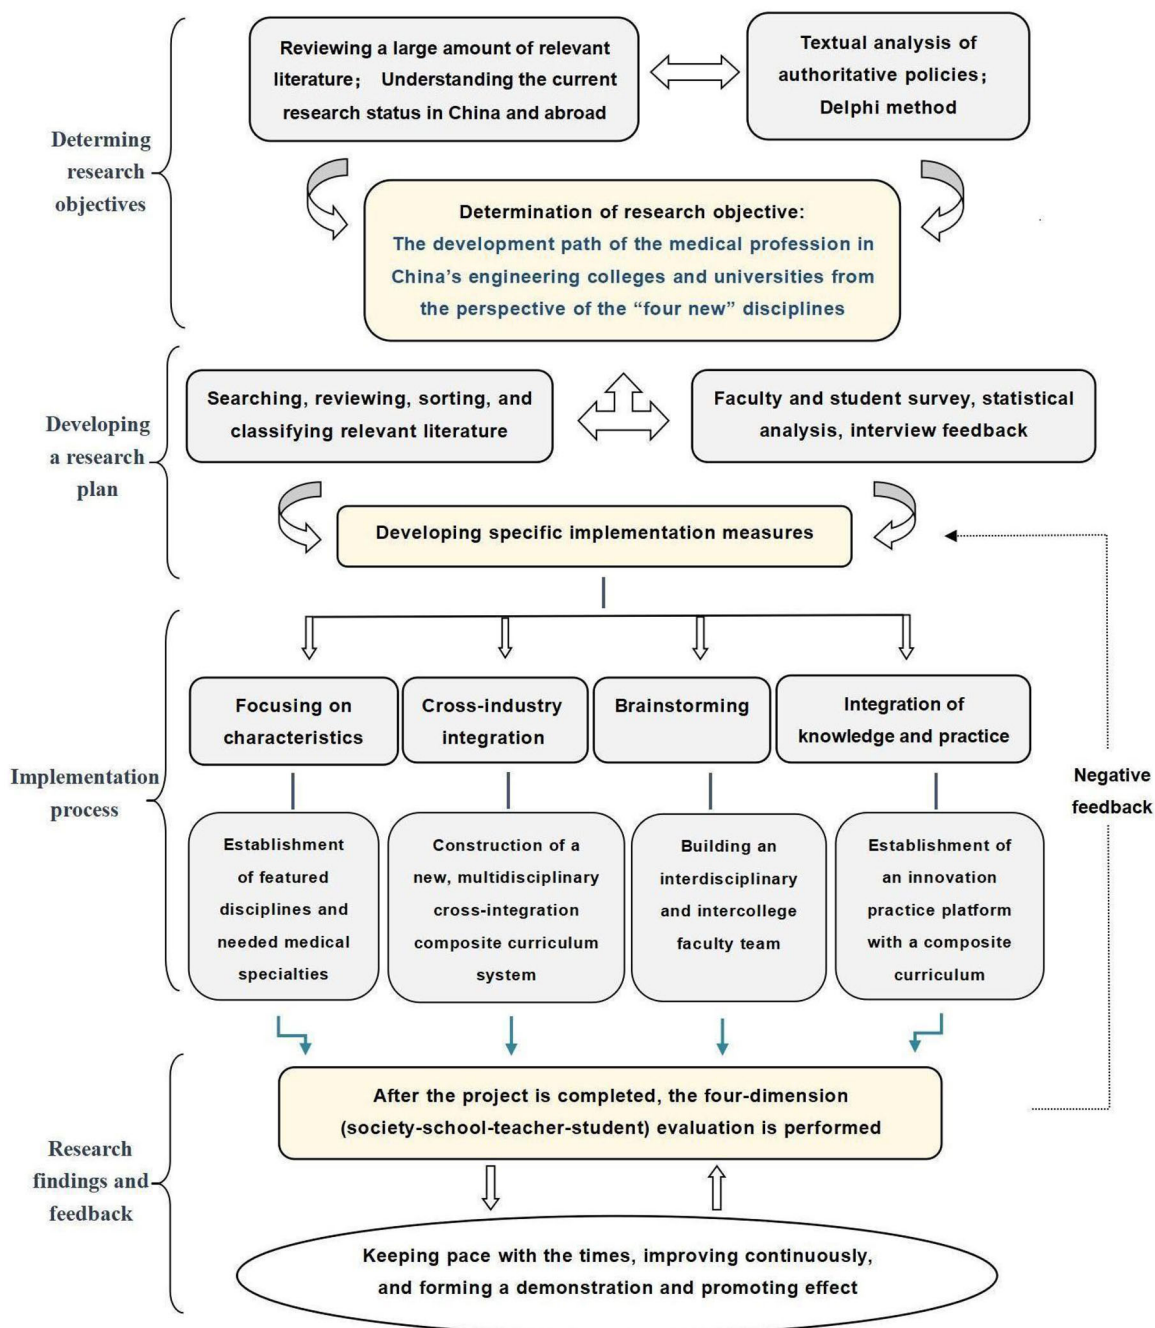 Reviewing a large amount of relevant
literature； Understanding the current
research status in China and abroad
Textual analysis of
authoritative policies；
Delphi method
Determing
research
objectives
Determination of research objective:
The development path of the medical profession in
China’s engineering colleges and universities from
the perspective of the “four new” disciplines
Developing
a research
plan
Searching, reviewing, sorting, and
classifying relevant literature
Faculty and student survey, statistical
analysis, interview feedback
Developing specific implementation measures
Implementation
process
Focusing on
characteristics
Cross-industry
integration
Brainstorming
Integration of
knowledge and practice
Negative
feedback
Establishment
of featured
disciplines and
needed medical
specialties
Construction of a
new, multidisciplinary
cross-integration
composite curriculum
system
Building an
interdisciplinary
and intercollege
faculty team
Establishment of
an innovation
practice platform
with a composite
curriculum
Research
findings and
feedback
After the project is completed, the four-dimension
(society-school-teacher-student) evaluation is performed
Keeping pace with the times, improving continuously,
and forming a demonstration and promoting effect